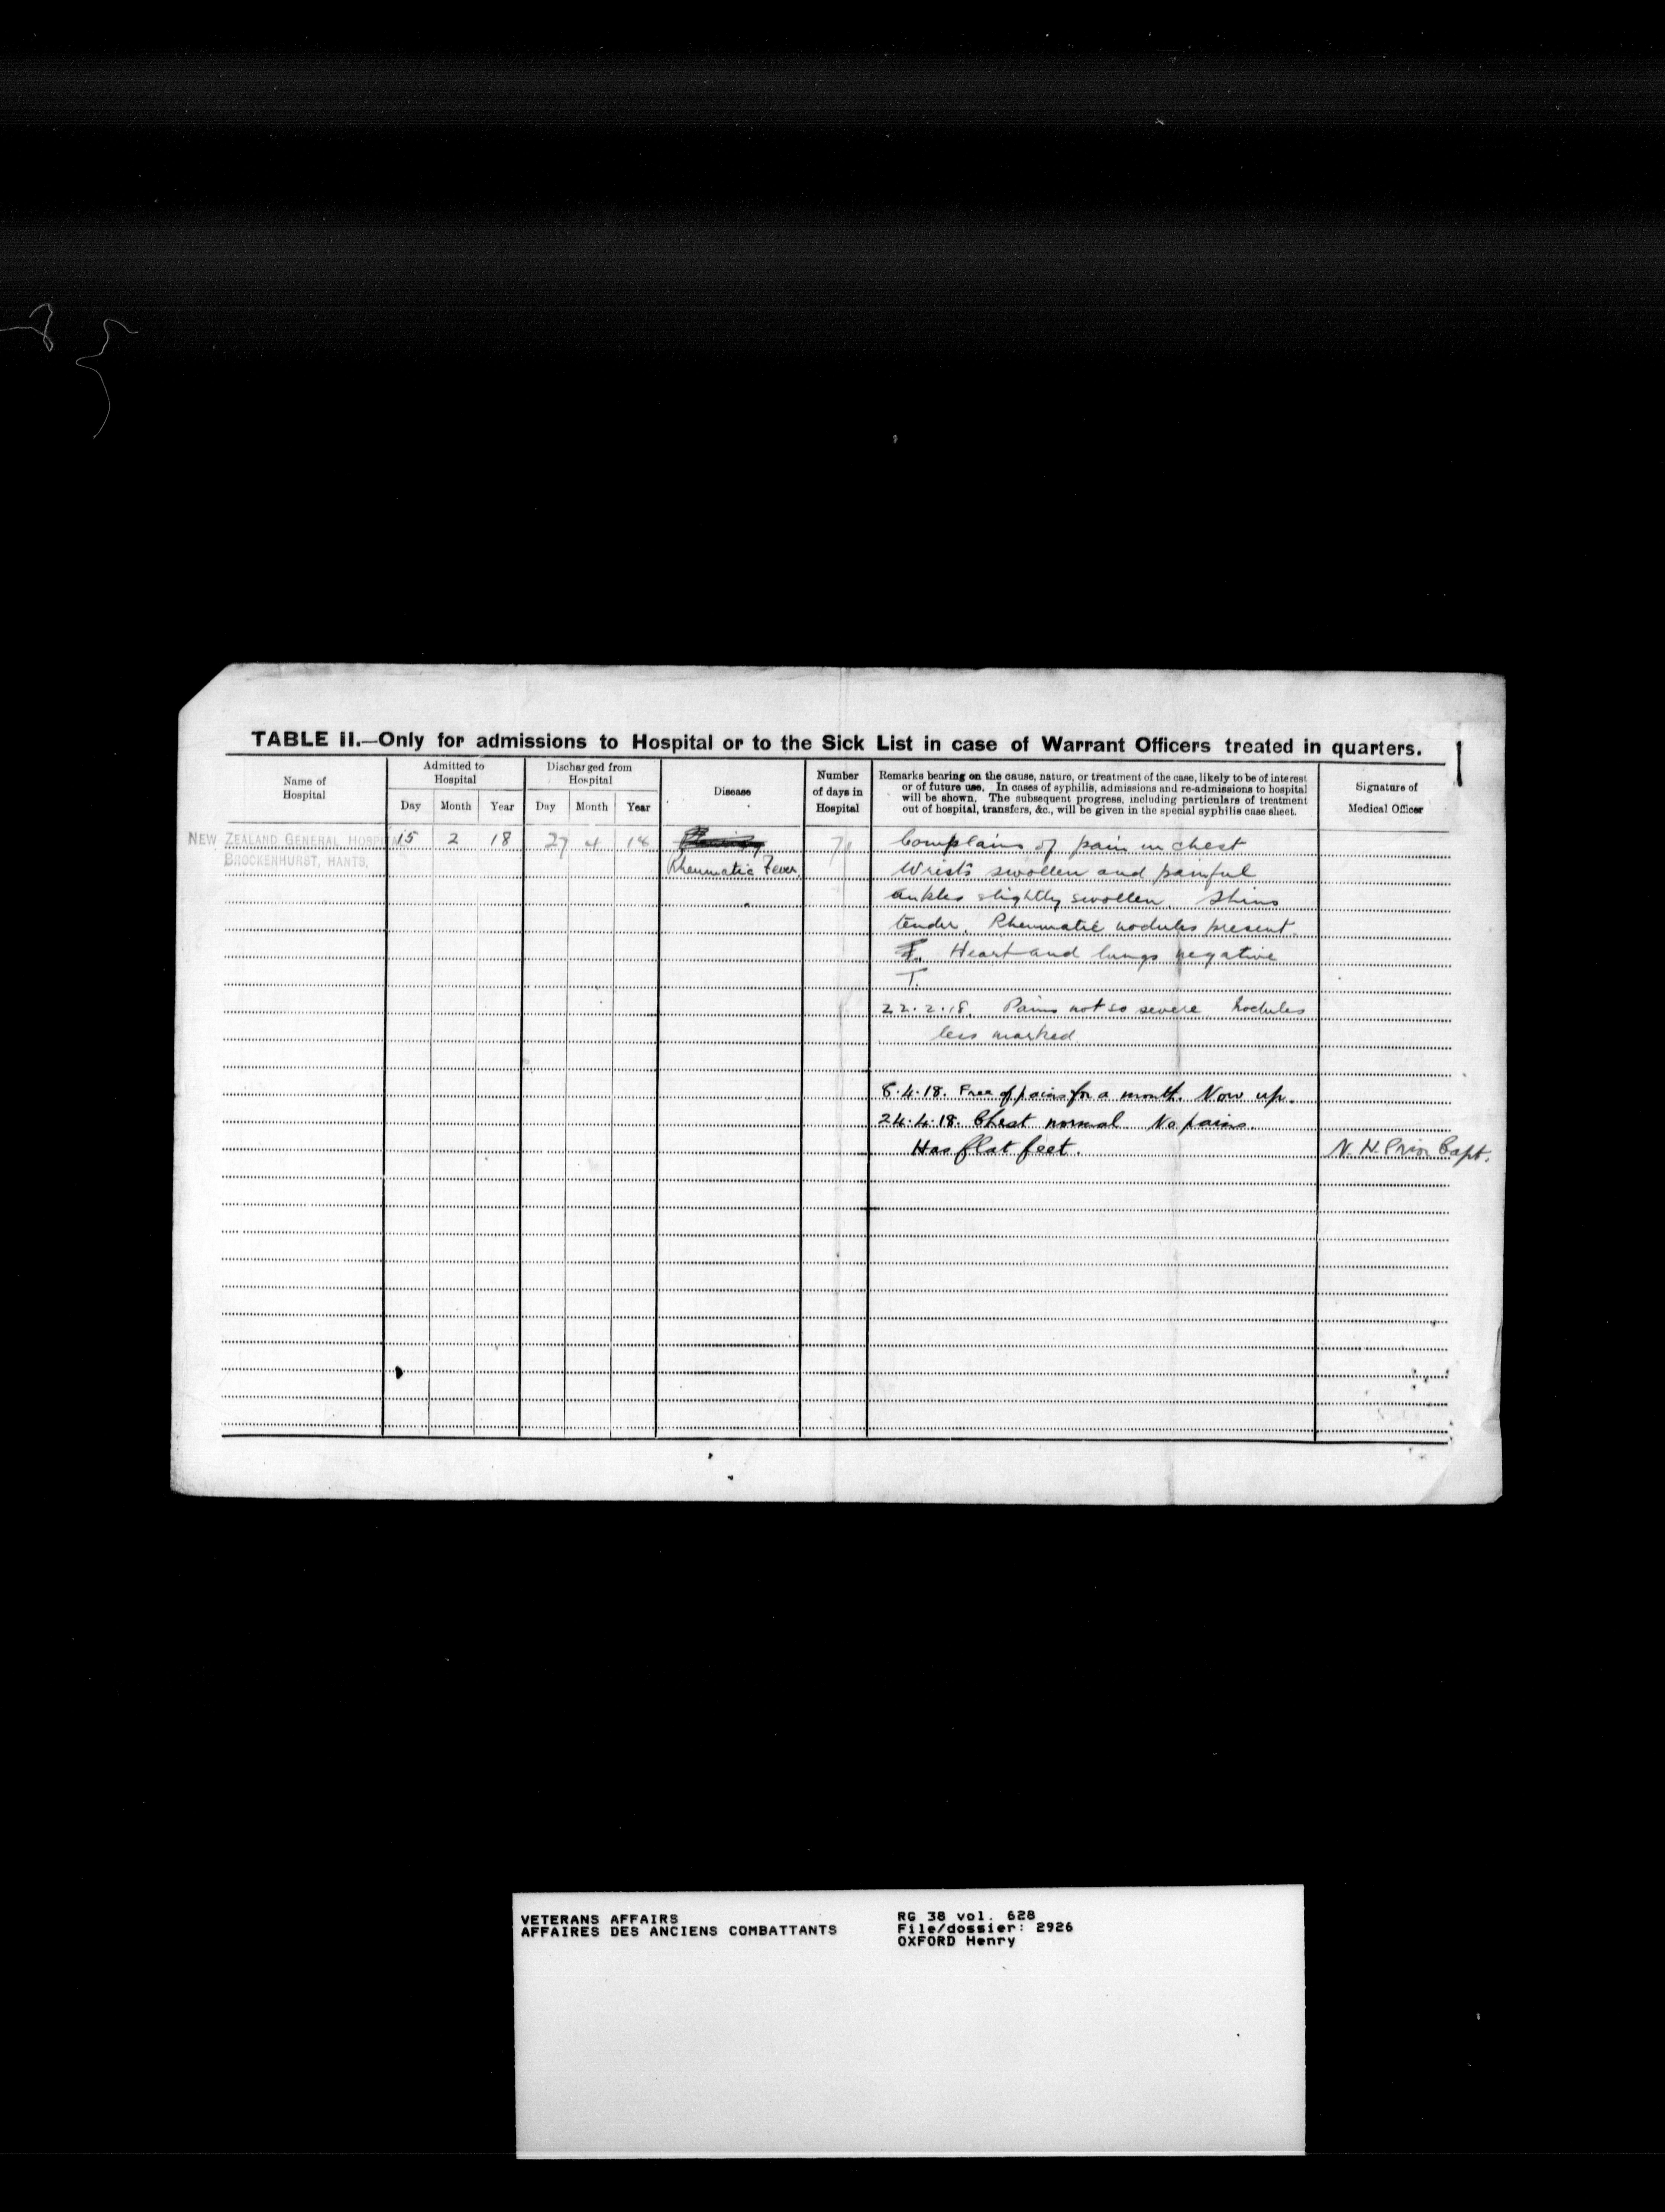 TABLE II.—Only for admissions to Hospital or to the Sick List in case of Warrant Officers treated in quarters.
Name of Hospital
Admitted to Hospital
Day Month Year
Discharged from Hospital
Day Month Year
Disease
Number of days in Hospital
Remarks bearing on the cause, nature, or treatment of the case, likely to be of interest
or of future use. In cases of syphilis, admissions and re-admissions to hospital
will be shown. The subsequent progress, including particulars of treatment
out of hospital, transfers, &c., will be given in the special syphilis case sheet.
Signature of Medical Officer
NEW ZEALAND GENERAL HOSPITAL 15 2 18 27 4 18 71 Complains of pain in chest
BROCKENHURST, HANTS. Rheumatic Fever. Wrists swollen and painful
ankles slightly swollen Shins
tender. Rheumatic nodules present
Heart and lungs negative
T.
22.2.18. Pains not so severe nodules
less marked
8.4.18. Free of pains for a month. Now up.
24.4.18. Chest normal No pains.
Has flat feet. N. H. Prior Capt.
VETERANS AFFAIRS RG 38 vol. 628
AFFAIRES DES ANCIENS COMBATTANTS File/dossier: 2926
OXFORD Henry